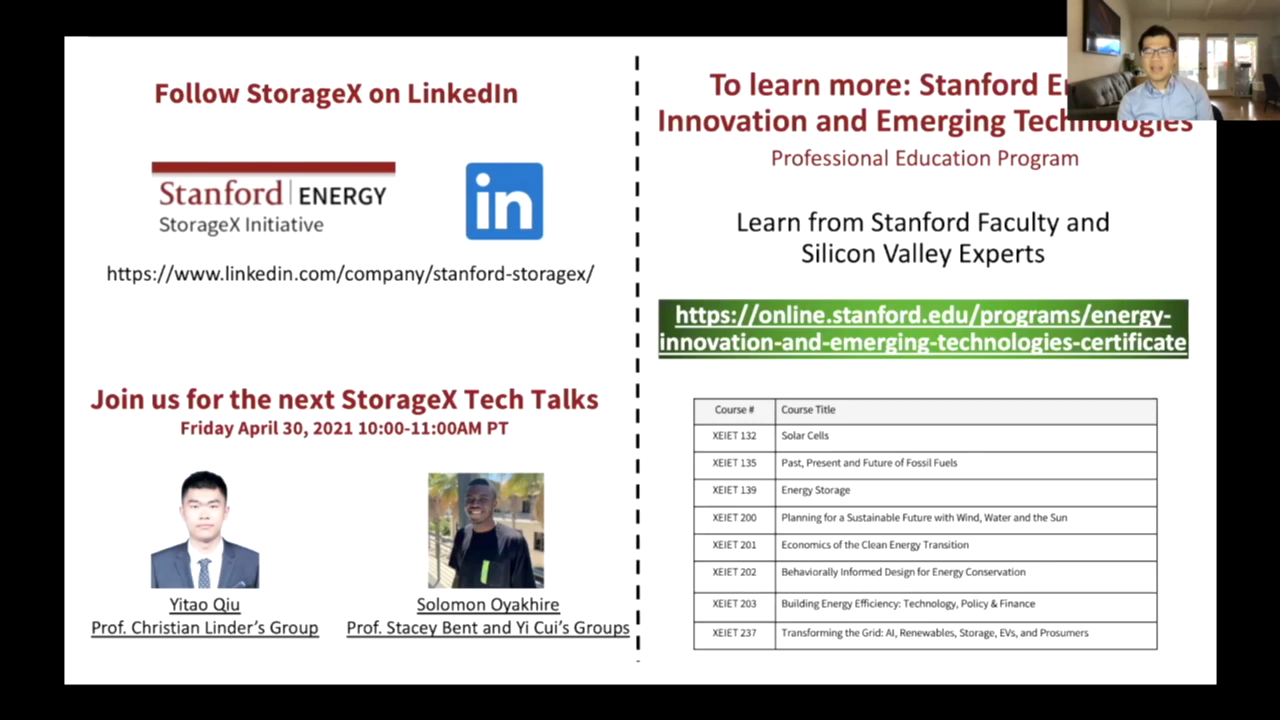 Follow StorageX on LinkedIn
Stanford | ENERGY
StorageX Initiative
in
https://www.linkedin.com/company/stanford-storagex/
Join us for the next StorageX Tech Talks
Friday April 30, 2021 10:00-11:00AM PT
Yitao Qiu
Prof. Christian Linder's Group
Solomon Oyakhire
Prof. Stacey Bent and Yi Cui's Groups
To learn more: Stanford
Innovation and Emerging Technologies
Professional Education Program
Learn from Stanford Faculty and
Silicon Valley Experts
https://online.stanford.edu/programs/energy-
innovation-and-emerging-technologies-certificate
Course # Course Title
XEIET 132 Solar Cells
XEIET 135 Past, Present and Future of Fossil Fuels
XEIET 139 Energy Storage
XEIET 200 Planning for a Sustainable Future with Wind, Water and the Sun
XEIET 201 Economics of the Clean Energy Transition
XEIET 202 Behaviorally Informed Design for Energy Conservation
XEIET 203 Building Energy Efficiency: Technology, Policy & Finance
XEIET 237 Transforming the Grid: AI, Renewables, Storage, EVs, and Prosumers